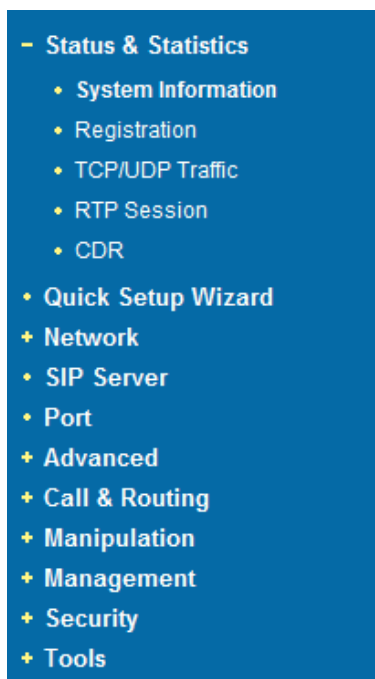 − Status & Statistics
• System Information
• Registration
• TCP/UDP Traffic
• RTP Session
• CDR
• Quick Setup Wizard
+ Network
• SIP Server
• Port
+ Advanced
+ Call & Routing
+ Manipulation
+ Management
+ Security
+ Tools